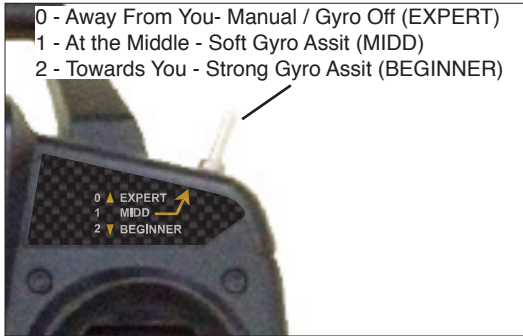 0 - Away From You- Manual / Gyro Off (EXPERT)
1 - At the Middle - Soft Gyro Assit (MIDD)
2 - Towards You - Strong Gyro Assit (BEGINNER)
0 ▲ EXPERT
1 MIDD
2 ▼ BEGINNER